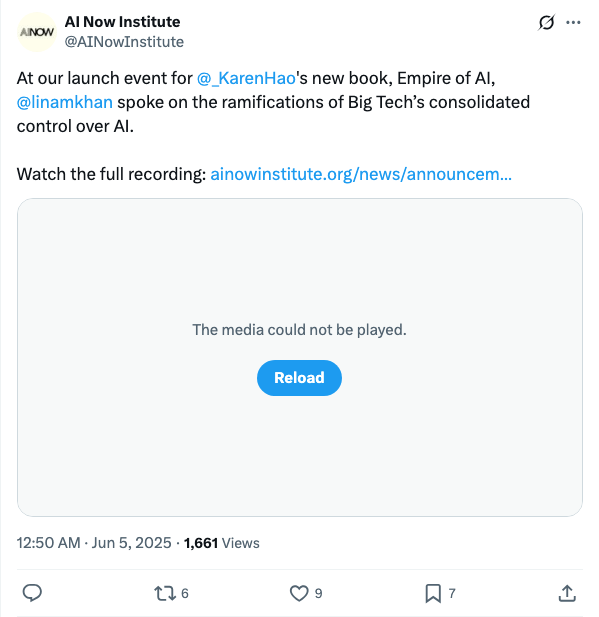 AI NOW
AI Now Institute
@AINowInstitute
At our launch event for @_KarenHao's new book, Empire of AI,
@linamkhan spoke on the ramifications of Big Tech’s consolidated
control over AI.
Watch the full recording: ainowinstitute.org/news/announcem...
The media could not be played.
Reload
12:50 AM · Jun 5, 2025 · 1,661 Views
6 9 7